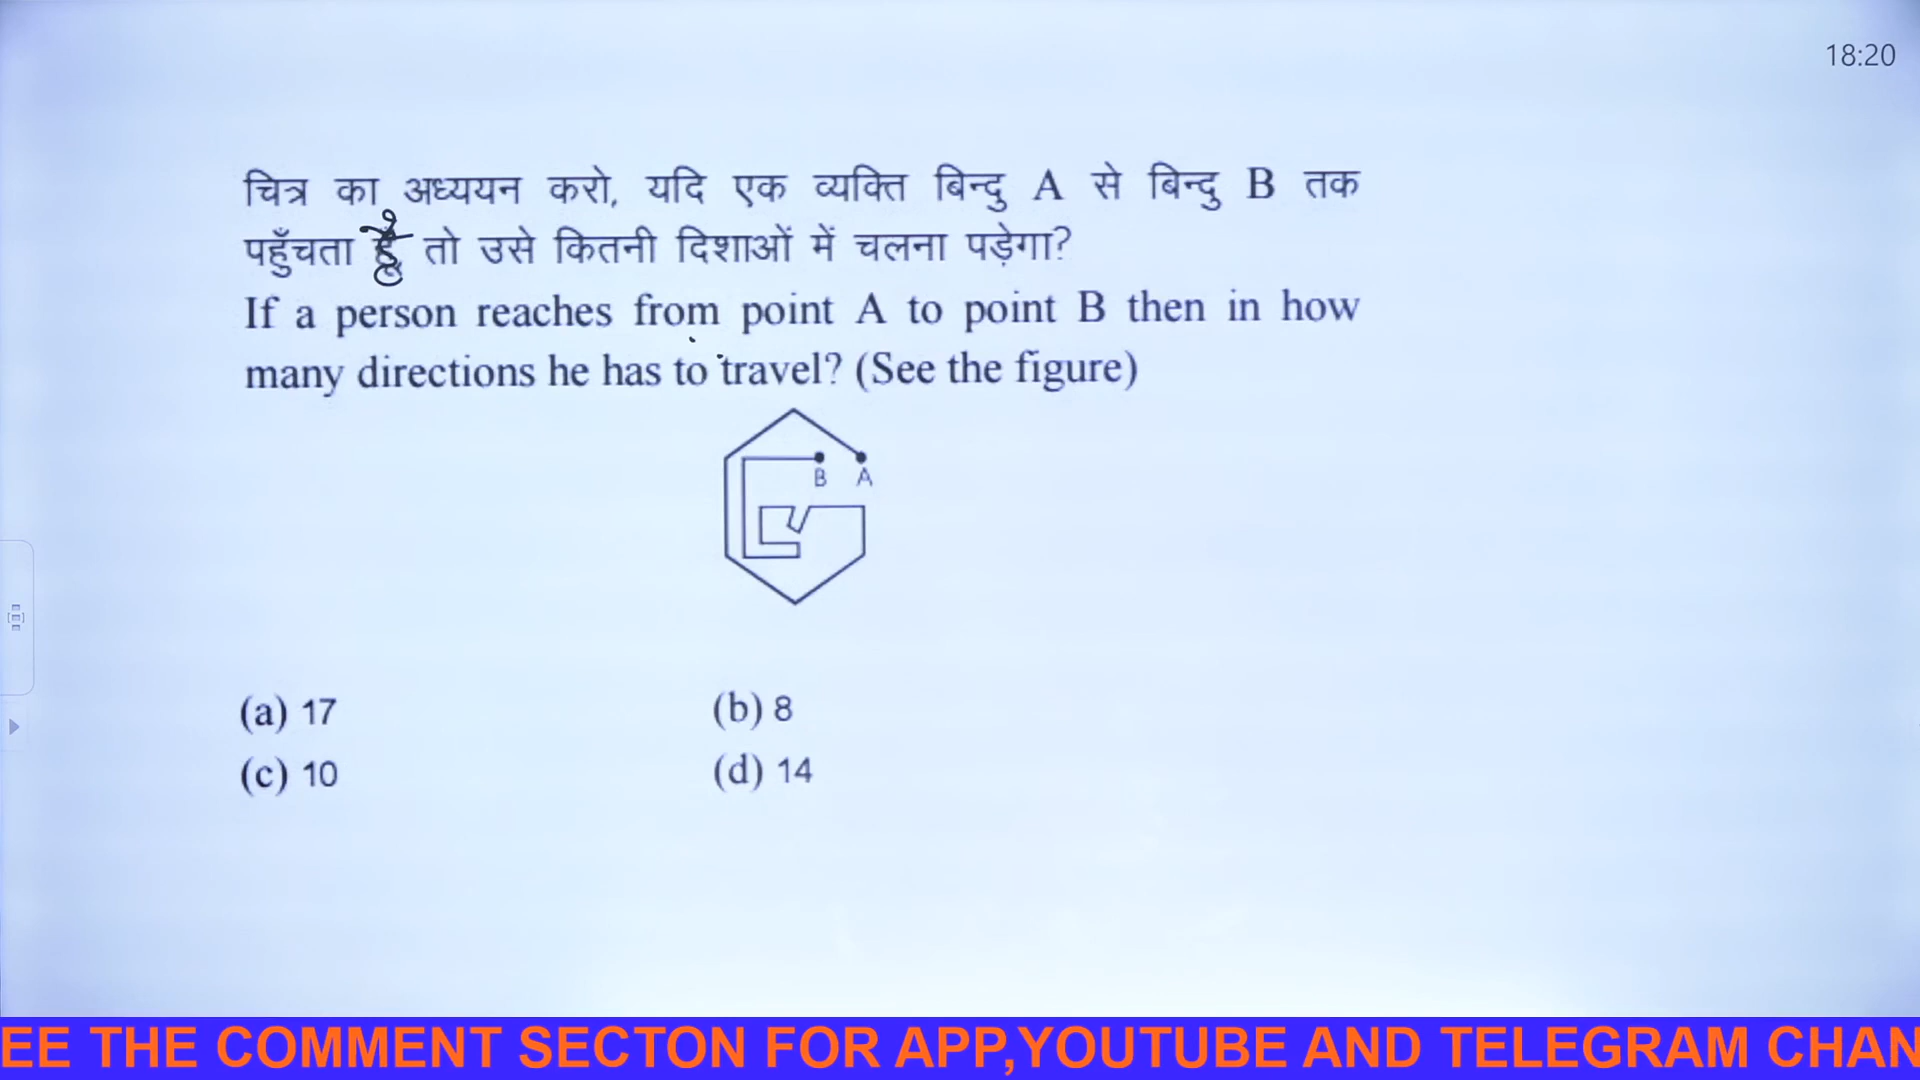 18:20
चित्र का अध्ययन करो, यदि एक व्यक्ति बिन्दु A से बिन्दु B तक
पहुँचता है तो उसे कितनी दिशाओं में चलना पड़ेगा?
If a person reaches from point A to point B then in how
many directions he has to travel? (See the figure)
B A
(a) 17 (b) 8
(c) 10 (d) 14
EE THE COMMENT SECTON FOR APP,YOUTUBE AND TELEGRAM CHAN